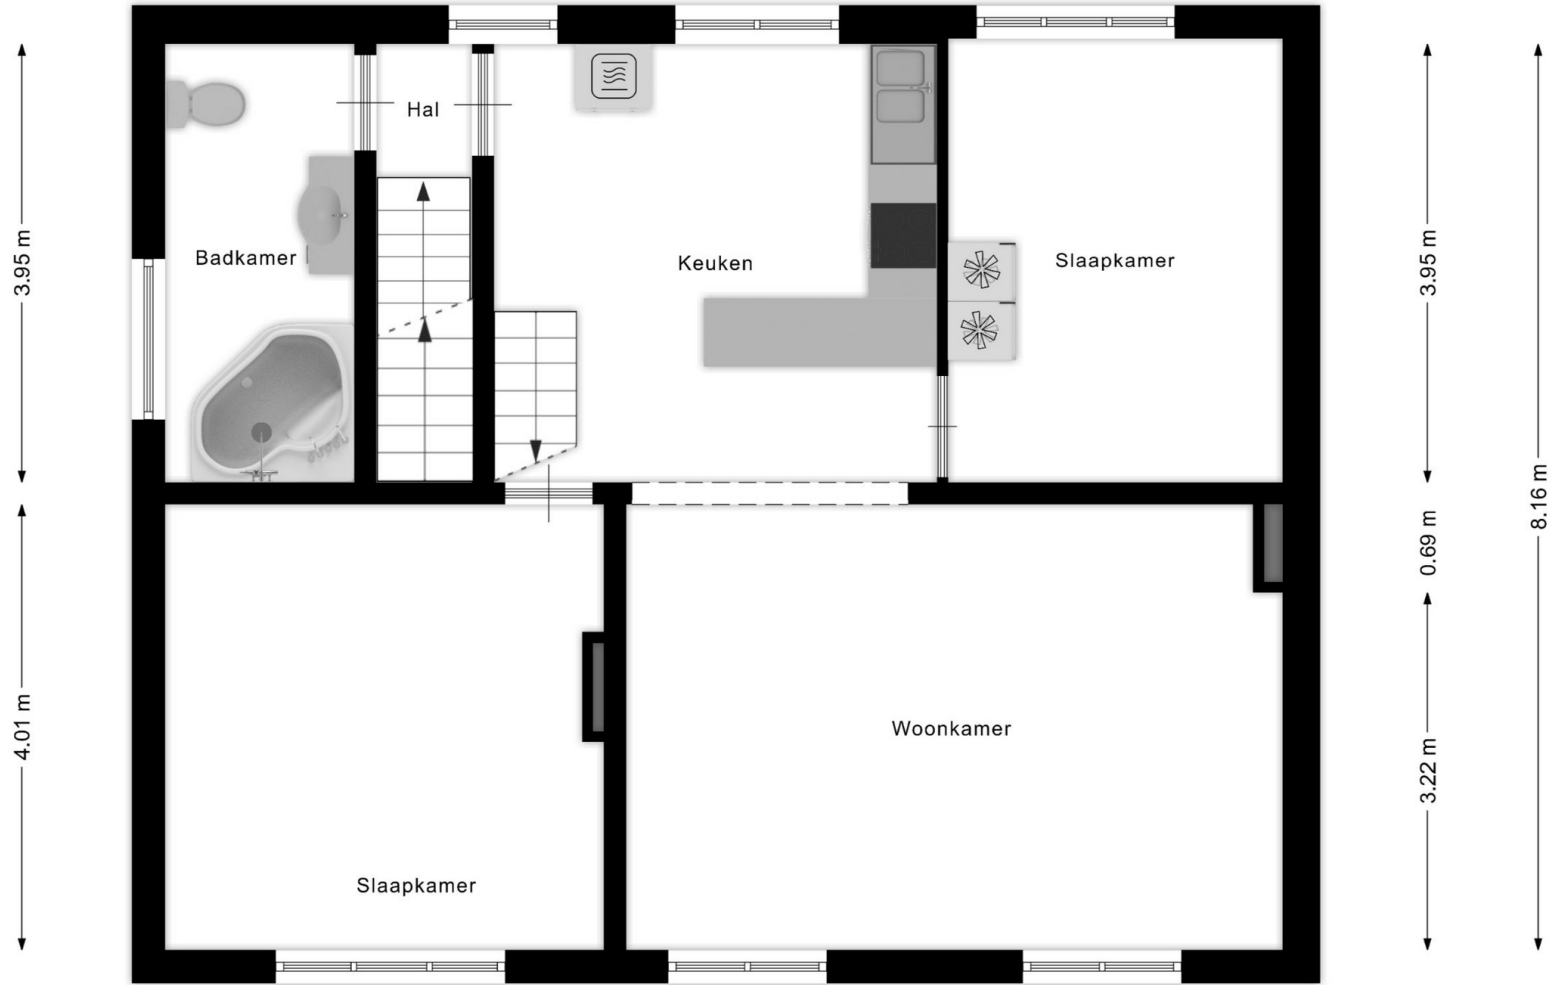 Hal
Badkamer
Keuken
Slaapkamer
Woonkamer
Slaapkamer
3.95 m
4.01 m
3.95 m
0.69 m
3.22 m
8.16 m